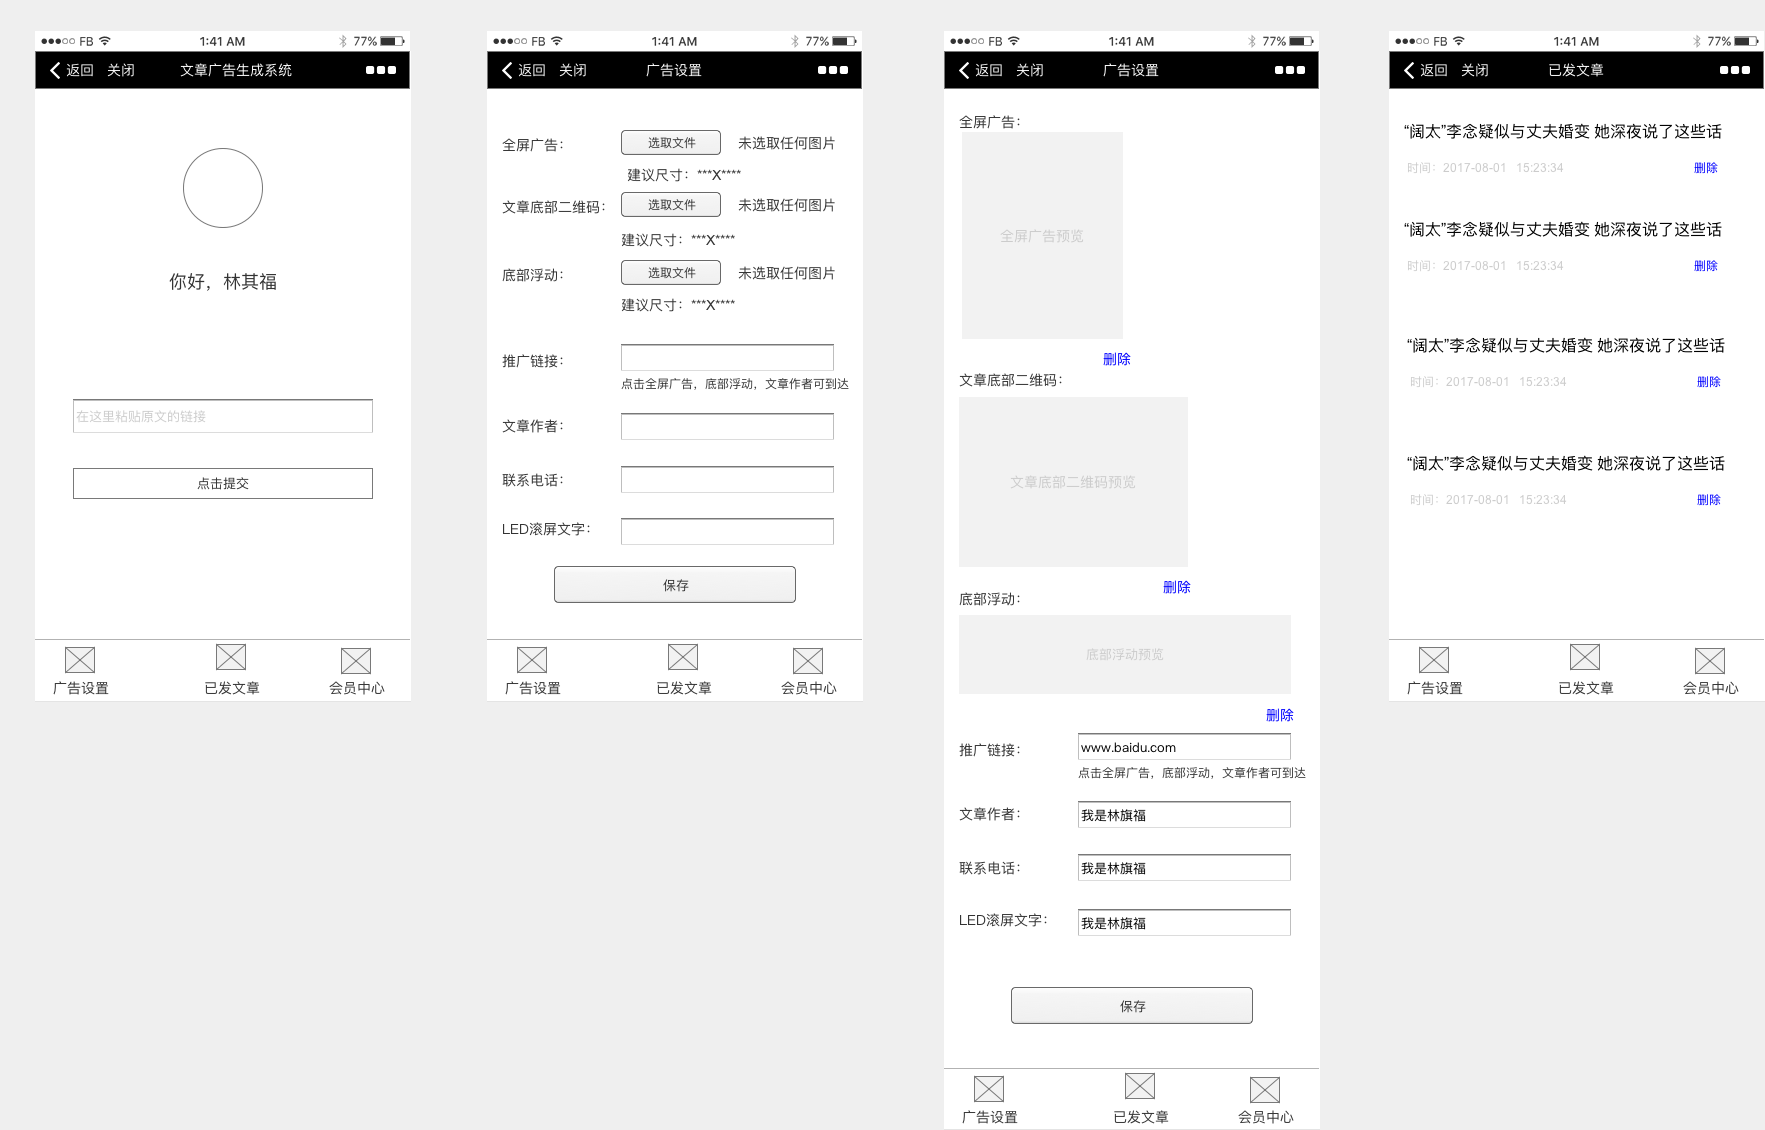 FB 1:41 AM 77%
返回 关闭 文章广告生成系统
你好，林其福
在这里粘贴原文的链接
点击提交
广告设置 已发文章 会员中心
FB 1:41 AM 77%
返回 关闭 广告设置
全屏广告： 选取文件 未选取任何图片
建议尺寸：***X****
文章底部二维码： 选取文件 未选取任何图片
建议尺寸：***X****
底部浮动： 选取文件 未选取任何图片
建议尺寸：***X****
推广链接：
点击全屏广告，底部浮动，文章作者可到达
文章作者：
联系电话：
LED滚屏文字：
保存
广告设置 已发文章 会员中心
FB 1:41 AM 77%
返回 关闭 广告设置
全屏广告：
全屏广告预览
删除
文章底部二维码：
文章底部二维码预览
删除
底部浮动：
底部浮动预览
删除
推广链接： www.baidu.com
点击全屏广告，底部浮动，文章作者可到达
文章作者： 我是林旗福
联系电话： 我是林旗福
LED滚屏文字： 我是林旗福
保存
广告设置 已发文章 会员中心
FB 1:41 AM 77%
返回 关闭 已发文章
“阔太”李念疑似与丈夫婚变 她深夜说了这些话
时间：2017-08-01 15:23:34 删除
“阔太”李念疑似与丈夫婚变 她深夜说了这些话
时间：2017-08-01 15:23:34 删除
“阔太”李念疑似与丈夫婚变 她深夜说了这些话
时间：2017-08-01 15:23:34 删除
“阔太”李念疑似与丈夫婚变 她深夜说了这些话
时间：2017-08-01 15:23:34 删除
广告设置 已发文章 会员中心